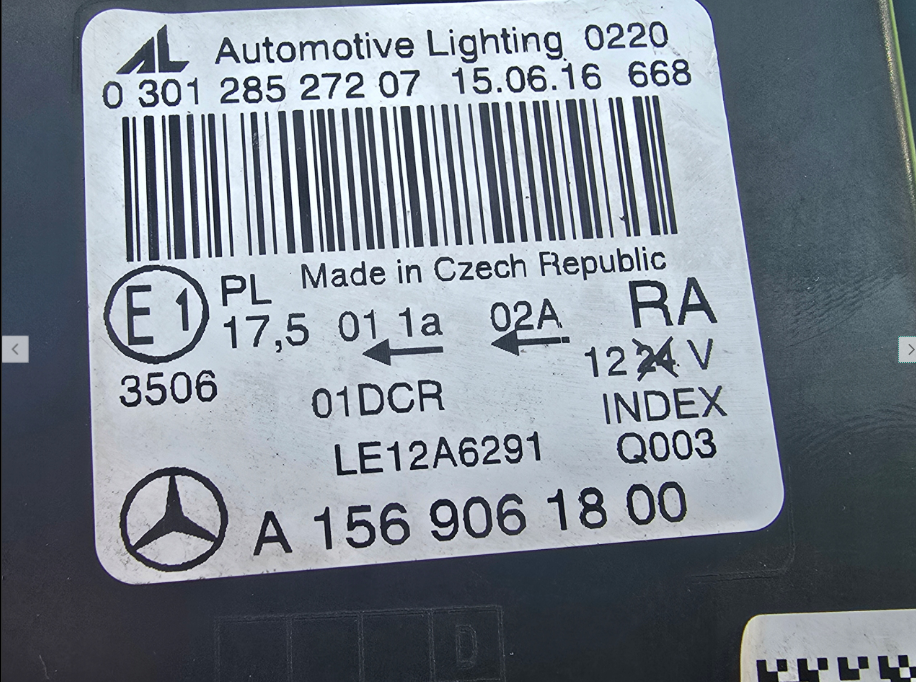 AL Automotive Lighting 0220
0 301 285 272 07 15.06.16 668
Made in Czech Republic
E1 PL
17,5 01 1a 02A RA
12 24 V
3506 01DCR INDEX
LE12A6291 Q003
A 156 906 18 00
D